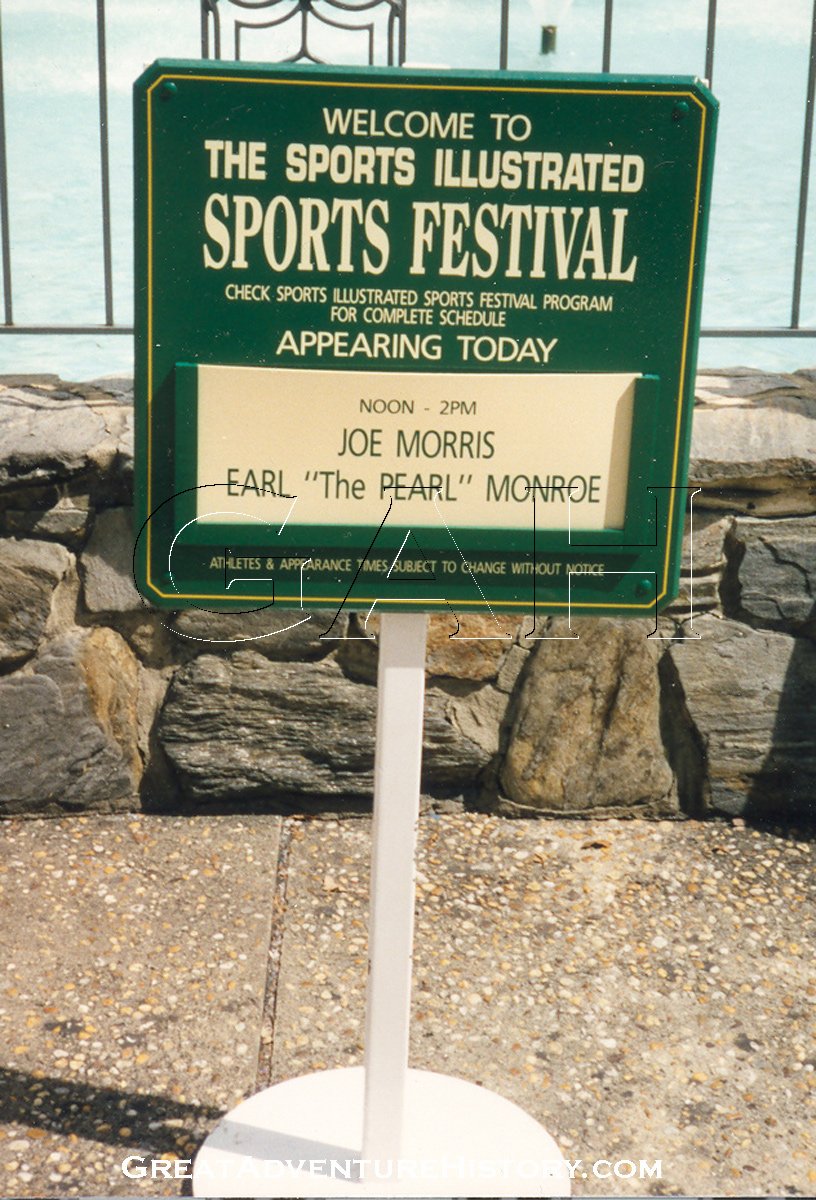 WELCOME TO
THE SPORTS ILLUSTRATED
SPORTS FESTIVAL
CHECK SPORTS ILLUSTRATED SPORTS FESTIVAL PROGRAM
FOR COMPLETE SCHEDULE
APPEARING TODAY
NOON - 2PM
JOE MORRIS
EARL "The PEARL" MONROE
GAH
ATHLETES & APPEARANCE TIMES SUBJECT TO CHANGE WITHOUT NOTICE
GREATADVENTUREHISTORY.COM